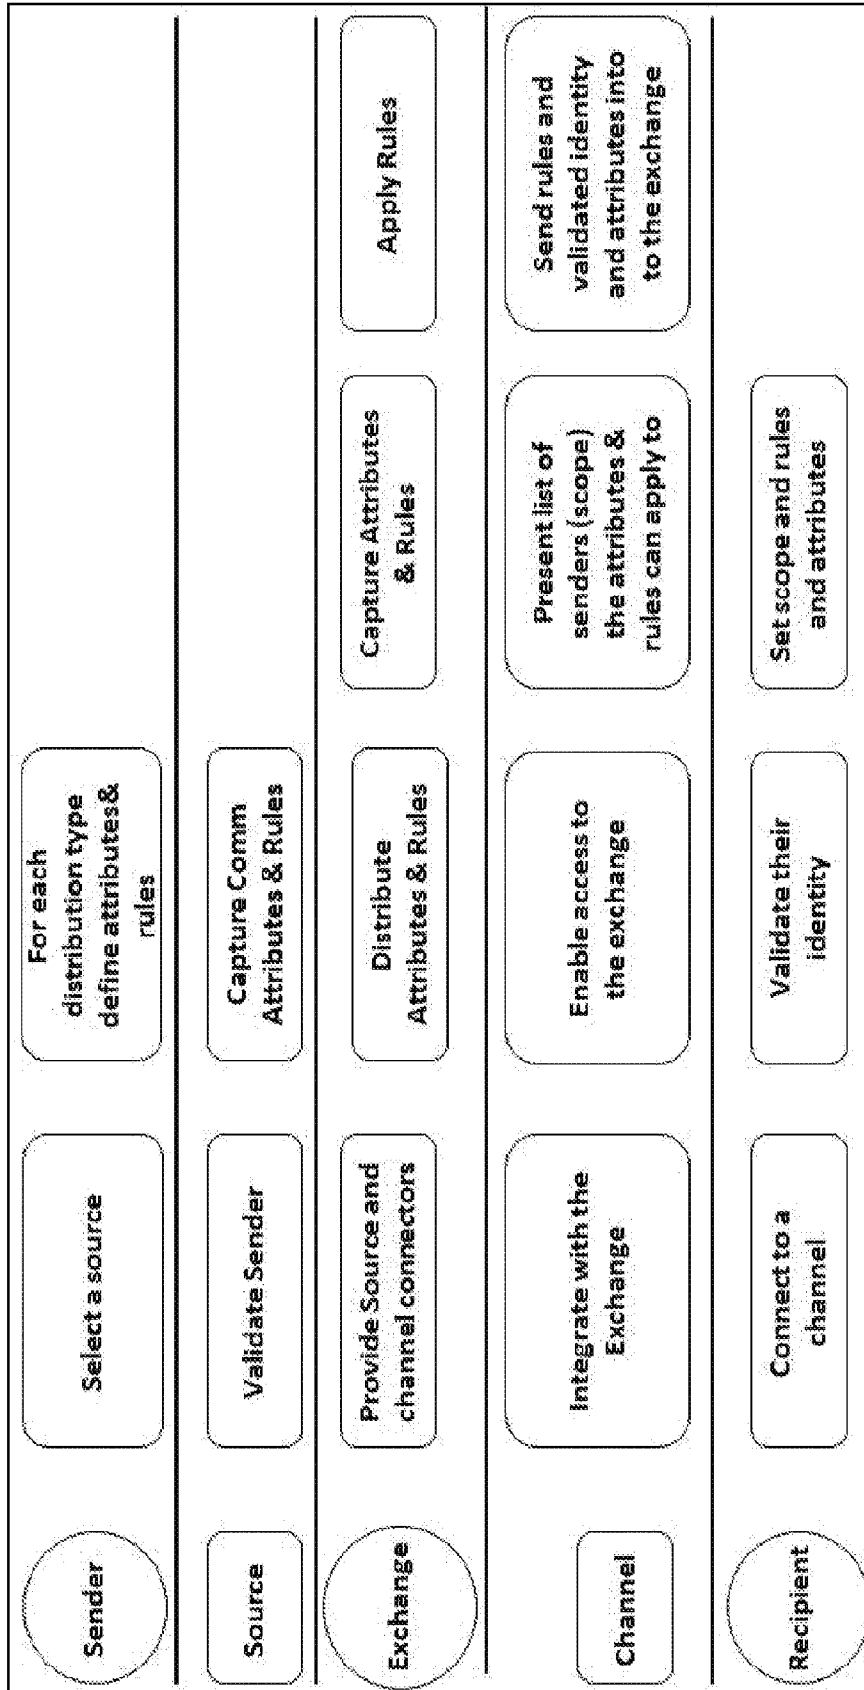 Sender
Select a source
For each
distribution type
define attributes&
rules
Source
Validate Sender
Capture Comm
Attributes & Rules
Exchange
Provide Source and
channel connectors
Distribute
Attributes & Rules
Capture Attributes
& Rules
Apply Rules
Channel
Integrate with the
Exchange
Enable access to
the exchange
Present list of
senders (scope)
the attributes &
rules can apply to
Send rules and
validated identity
and attributes into
to the exchange
Recipient
Connect to a
channel
Validate their
identity
Set scope and rules
and attributes